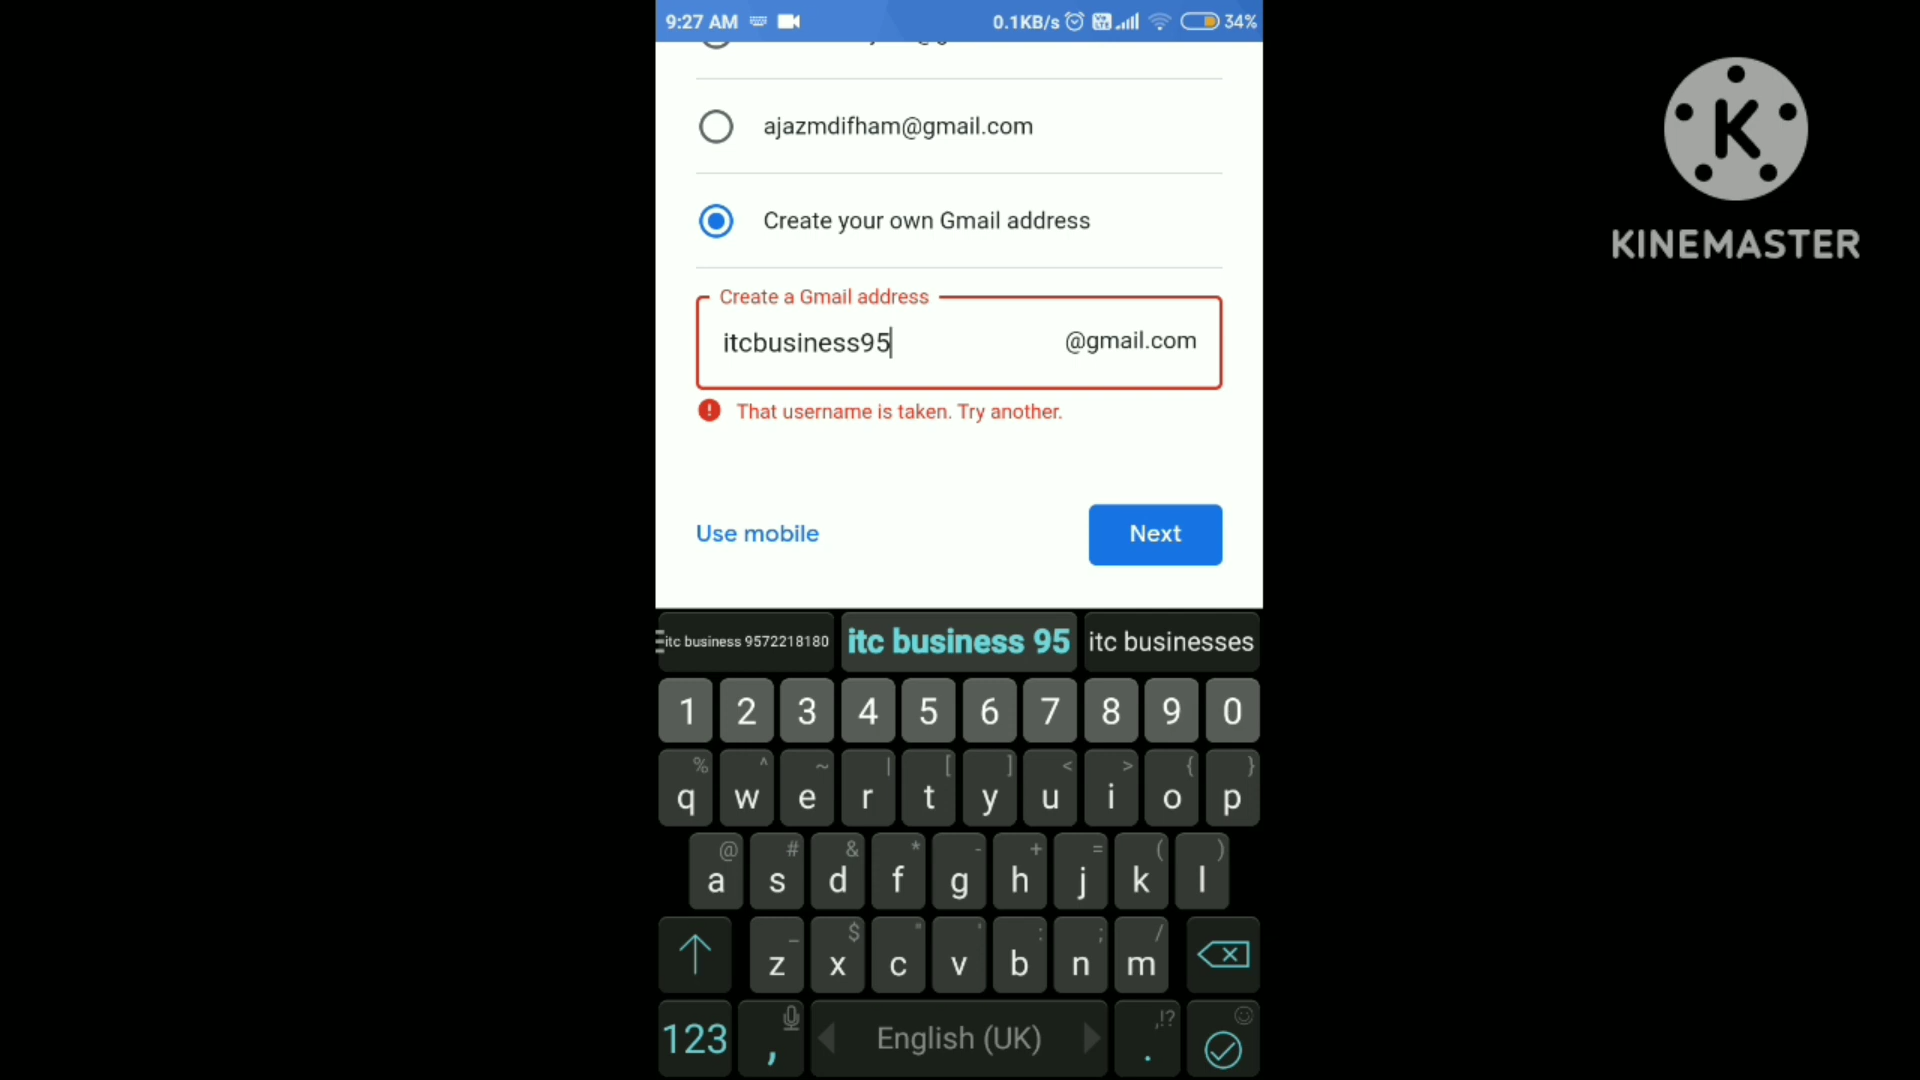 9:27 AM 0.1KB/s 34%
ajazmdifham@gmail.com
Create your own Gmail address
Create a Gmail address
itcbusiness95 @gmail.com
That username is taken. Try another.
Use mobile Next
itc business 9572218180 itc business 95 itc businesses
1 2 3 4 5 6 7 8 9 0
% ^ ~ | [ ] < > { }
q w e r t y u i o p
@ # & * - + = ( )
a s d f g h j k l
_ $ " ' : ; /
z x c v b n m
123 , English (UK) ,!? .
K
KINEMASTER